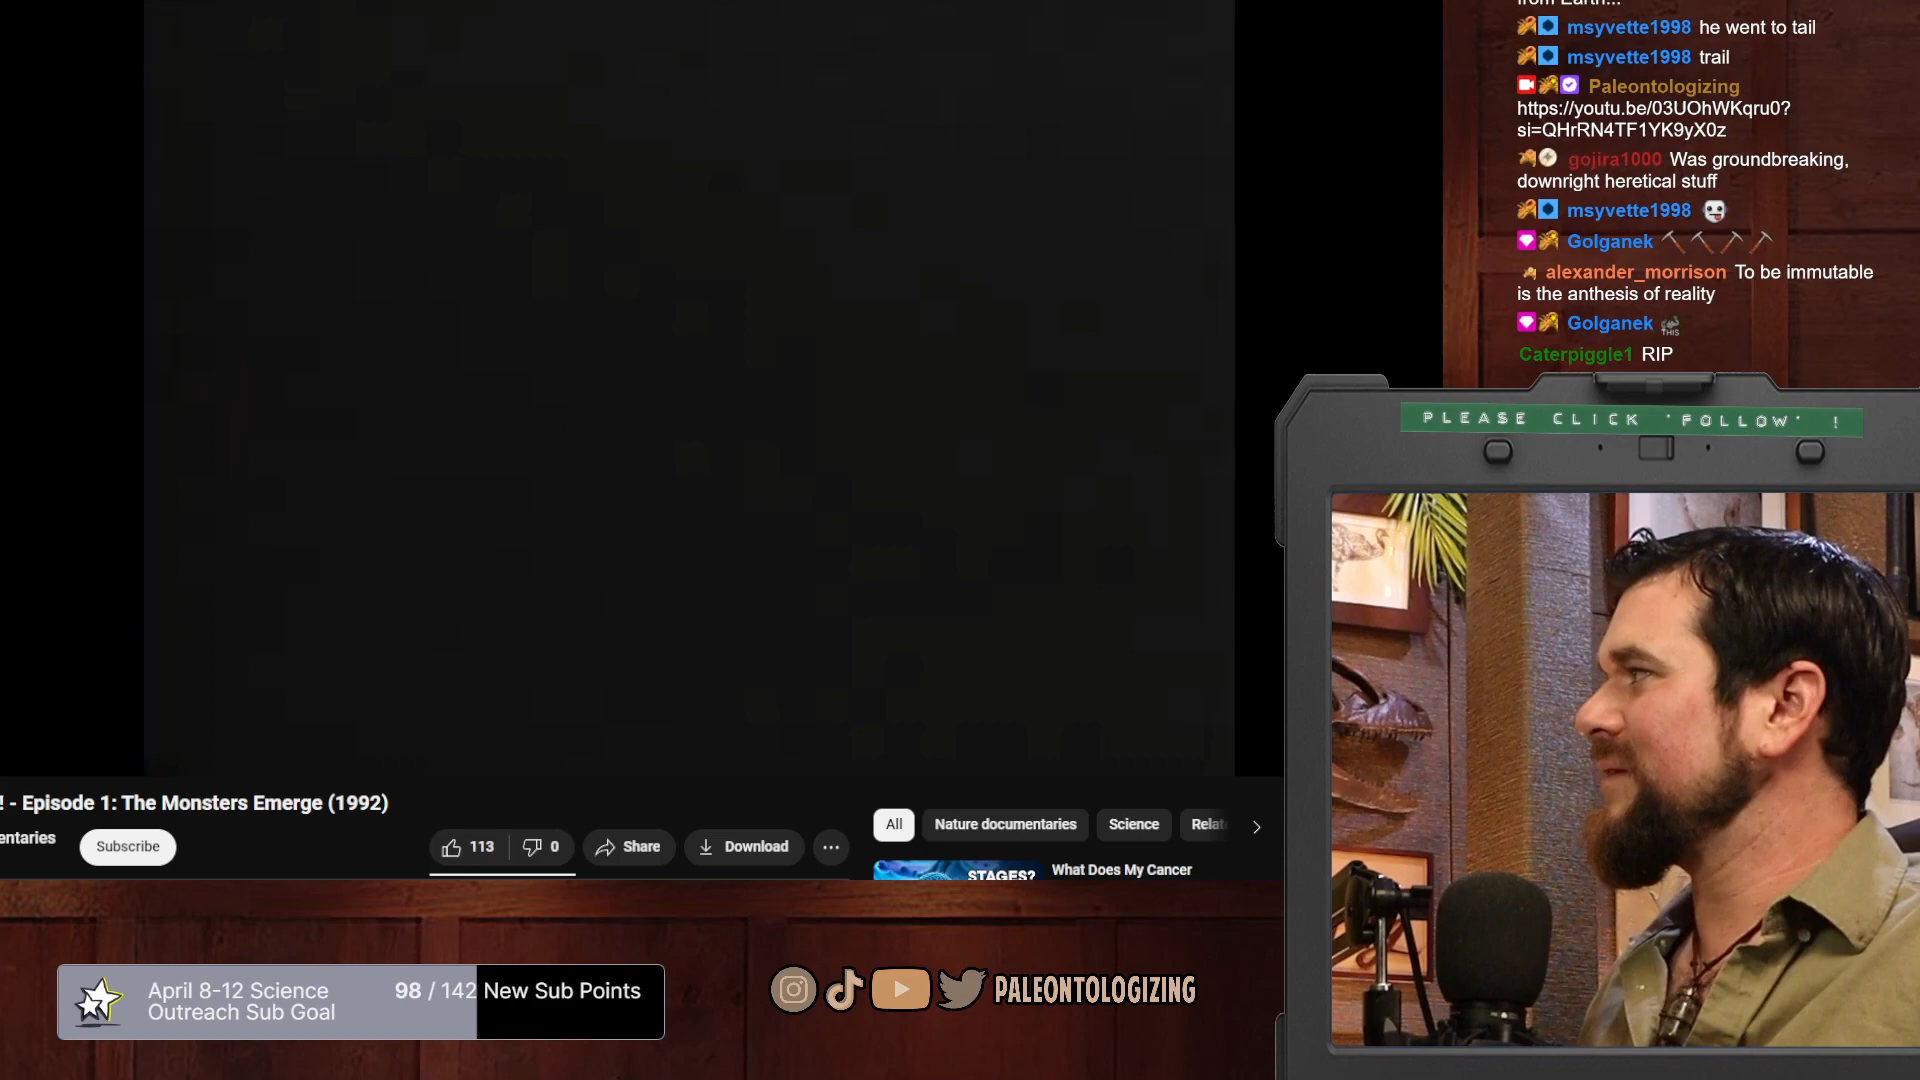 msyvette1998 he went to tail
msyvette1998 trail
Paleontologizing
https://youtu.be/03UOhWKqru0?
si=QHrRN4TF1YK9yX0z
gojira1000 Was groundbreaking,
downright heretical stuff
msyvette1998
Golganek
alexander_morrison To be immutable
is the anthesis of reality
Golganek THIS
Caterpiggle1 RIP
PLEASE CLICK 'FOLLOW' !
! - Episode 1: The Monsters Emerge (1992)
entaries
Subscribe
113
0
Share
Download
All
Nature documentaries
Science
Relat
STAGES?
What Does My Cancer
April 8-12 Science
Outreach Sub Goal
98 / 142 New Sub Points
PALEONTOLOGIZING